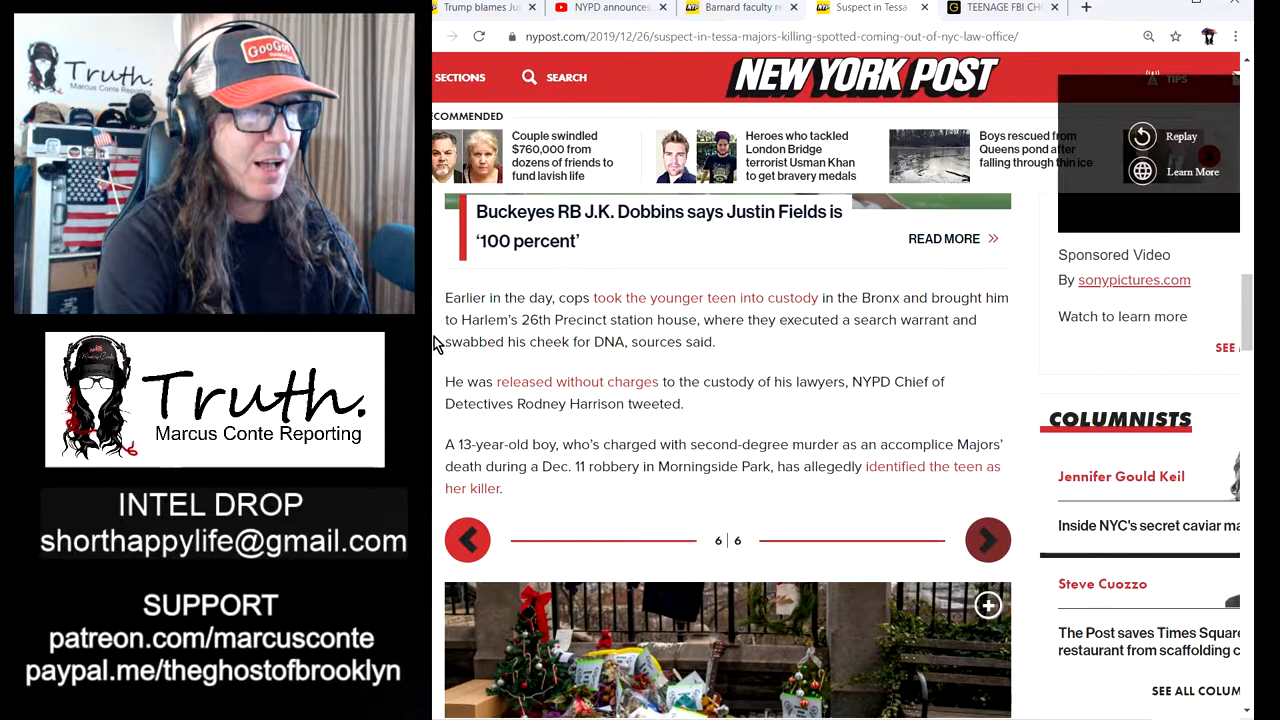 Trump blames Jus
NYPD announces
Barnard faculty re
Suspect in Tessa
TEENAGE FBI CHO
nypost.com/2019/12/26/suspect-in-tessa-majors-killing-spotted-coming-out-of-nyc-law-office/
SECTIONS
SEARCH
NEW YORK POST
TIPS
ECOMMENDED
Couple swindled
$760,000 from
dozens of friends to
fund lavish life
Heroes who tackled
London Bridge
terrorist Usman Khan
to get bravery medals
Boys rescued from
Queens pond after
falling through thin ice
Replay
Learn More
Buckeyes RB J.K. Dobbins says Justin Fields is
‘100 percent’
READ MORE
Earlier in the day, cops took the younger teen into custody in the Bronx and brought him
to Harlem’s 26th Precinct station house, where they executed a search warrant and
swabbed his cheek for DNA, sources said.
He was released without charges to the custody of his lawyers, NYPD Chief of
Detectives Rodney Harrison tweeted.
A 13-year-old boy, who’s charged with second-degree murder as an accomplice Majors’
death during a Dec. 11 robbery in Morningside Park, has allegedly identified the teen as
her killer.
6 | 6
Sponsored Video
By sonypictures.com
Watch to learn more
SEE
COLUMNISTS
Jennifer Gould Keil
Inside NYC's secret caviar ma
Steve Cuozzo
The Post saves Times Square
restaurant from scaffolding c
SEE ALL COLUM
Truth.
Marcus Conte Reporting
GooGoo
Truth.
Marcus Conte Reporting
INTEL DROP
shorthappylife@gmail.com
SUPPORT
patreon.com/marcusconte
paypal.me/theghostofbrooklyn